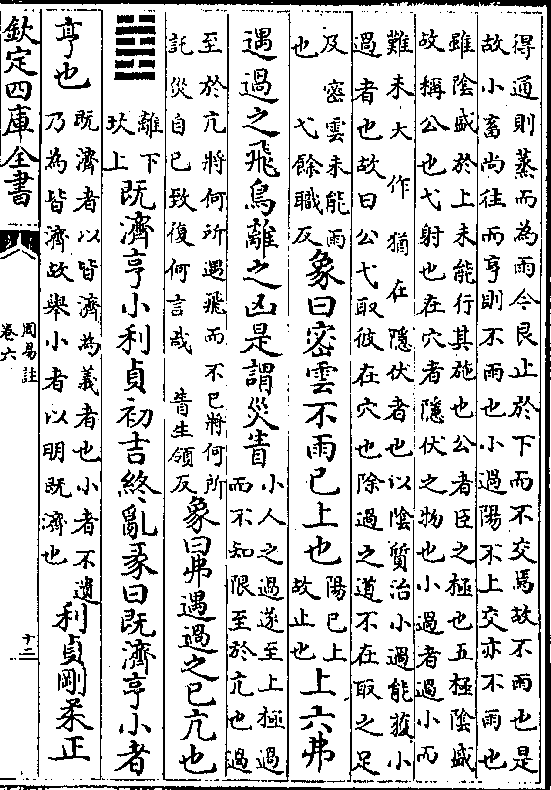 得通則蒸而為雨今艮止於下而不交焉故不雨也是
故小畜尚往而亨則不雨也小過陽不上交亦不雨也
雖陰盛於上未能行其施也公者臣之極也五極陰盛
故稱公也弋射也在穴者隱伏之物也小過者過小而
難未大作猶在隱伏者也以陰質治小過能獲小
過者也故曰公弋取彼在穴也除過之道不在取之足
及密雲未能雨
也弋餘職反
象曰密雲不雨已上也
陽已上
故止也
上六弗
遇過之飛鳥離之凶是謂災眚
小人之過遂至上極過
而不知限至於亢也過
至於亢將何所遇飛而不已將何所
託災自己致復何言哉 眚生領反
象曰弗遇過之已亢也
䷾
離下
坎上
既濟亨小利貞初吉終亂彖曰既濟亨小者
亨也
既濟者以皆濟為義者也小者不遺
乃為皆濟故舉小者以明既濟也
利貞剛柔正
欽定四庫全書
周易註
卷六
十二